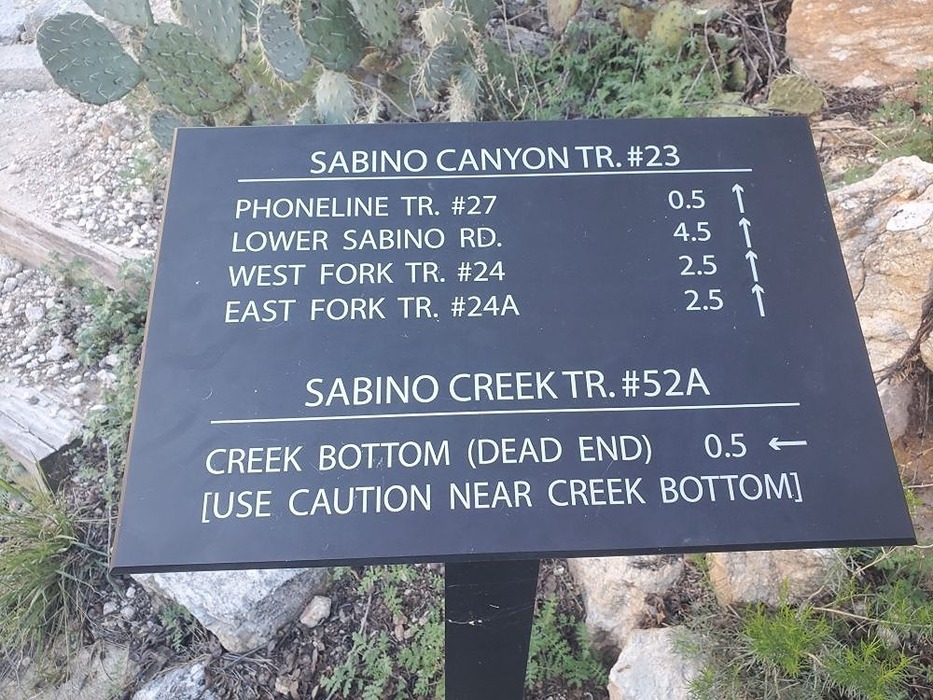 SABINO CANYON TR. #23
PHONELINE TR. #27 0.5 ↑
LOWER SABINO RD. 4.5 ↑
WEST FORK TR. #24 2.5 ↑
EAST FORK TR. #24A 2.5 ↑
SABINO CREEK TR. #52A
CREEK BOTTOM (DEAD END) 0.5 ←
[USE CAUTION NEAR CREEK BOTTOM]